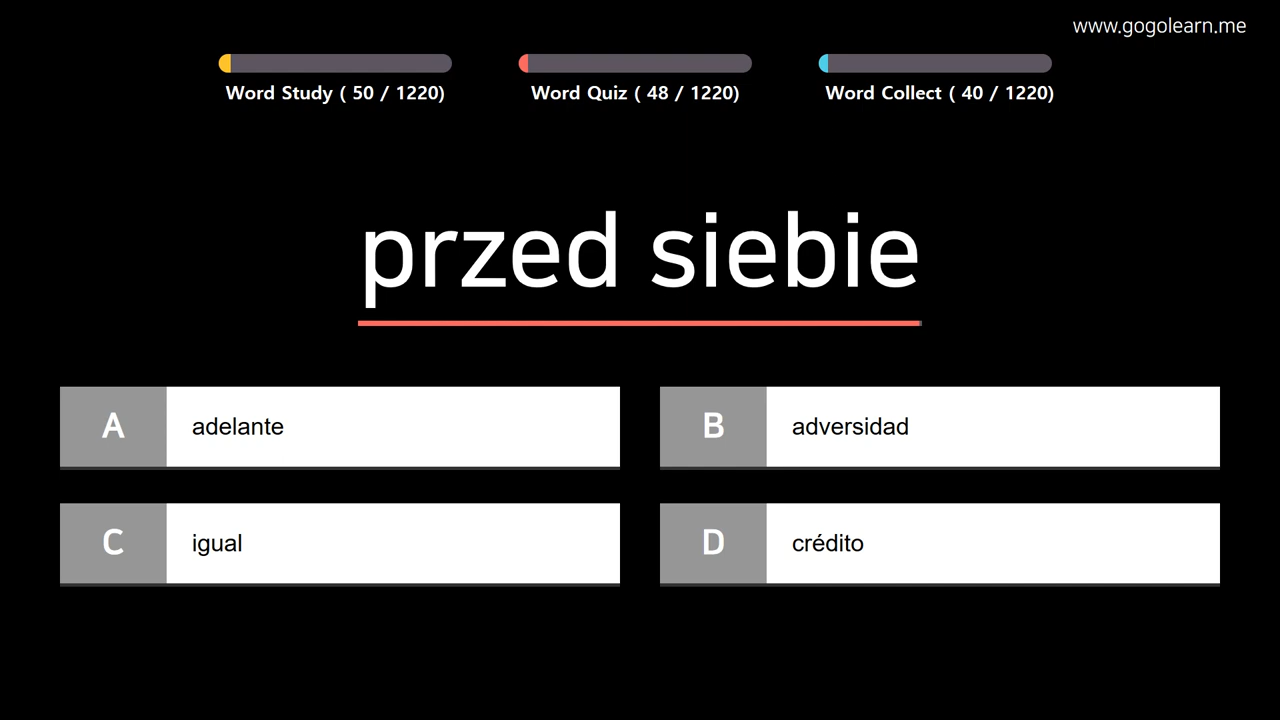 www.gogolearn.me
Word Study ( 50 / 1220)
Word Quiz ( 48 / 1220)
Word Collect ( 40 / 1220)
przed siebie
A adelante
B adversidad
C igual
D crédito